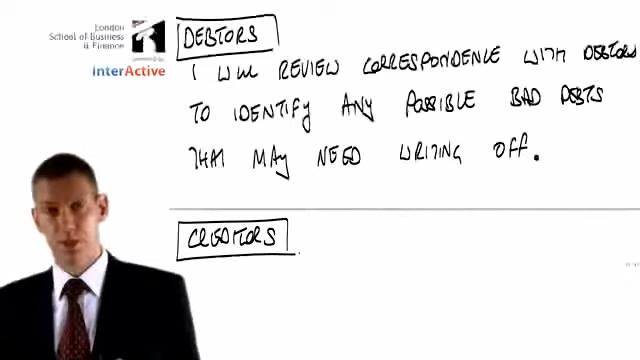 London
School of Business
& Finance
InterActive
DEBTORS
I WILL REVIEW CORRESPONDENCE WITH DEBTORS
TO IDENTIFY ANY POSSIBLE BAD DEBTS
THAT MAY NEED WRITING OFF.
CREDITORS